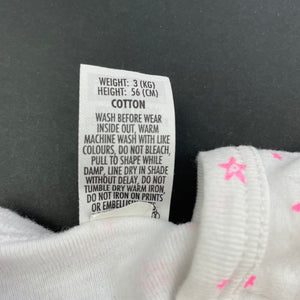 WEIGHT: 3 (KG)
HEIGHT: 56 (CM)
COTTON
WASH BEFORE WEAR
INSIDE OUT, WARM
MACHINE WASH WITH LIKE
COLOURS, DO NOT BLEACH,
PULL TO SHAPE WHILE
DAMP, LINE DRY IN SHADE
WITHOUT DELAY, DO NOT
TUMBLE DRY WARM IRON,
DO NOT IRON ON PRINTS
OR